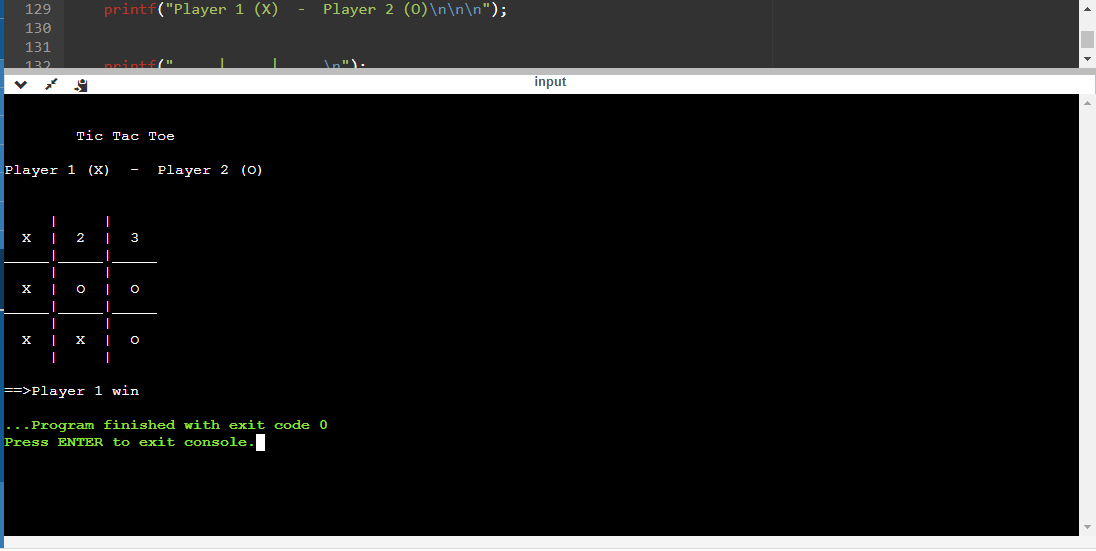 129 printf("Player 1 (X)  -  Player 2 (O)\n\n\n");
130
131
132 printf("     |     |     \n");
input
Tic Tac Toe
Player 1 (X)  -  Player 2 (O)
|     |
X  |  2  |  3
_____|_____|_____
|     |
X  |  O  |  O
_____|_____|_____
|     |
X  |  X  |  O
|     |
==>Player 1 win
...Program finished with exit code 0
Press ENTER to exit console.